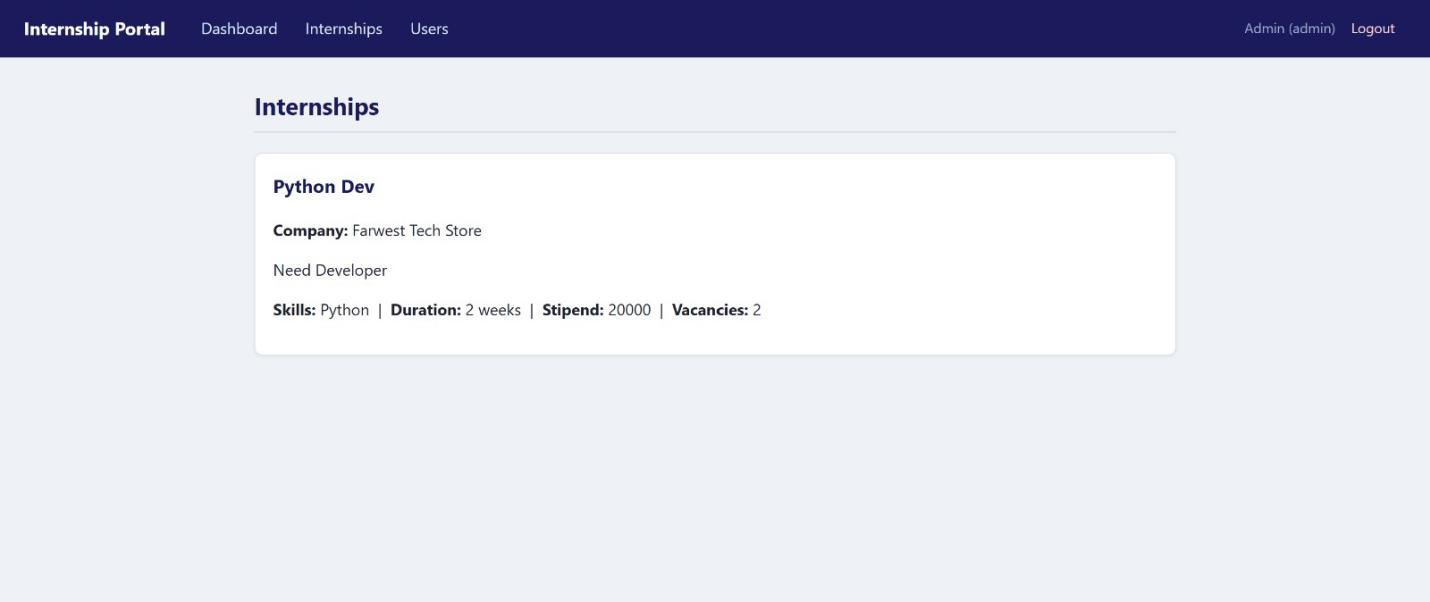 Internship Portal Dashboard Internships Users Admin (admin) Logout
Internships
Python Dev
Company: Farwest Tech Store
Need Developer
Skills: Python | Duration: 2 weeks | Stipend: 20000 | Vacancies: 2